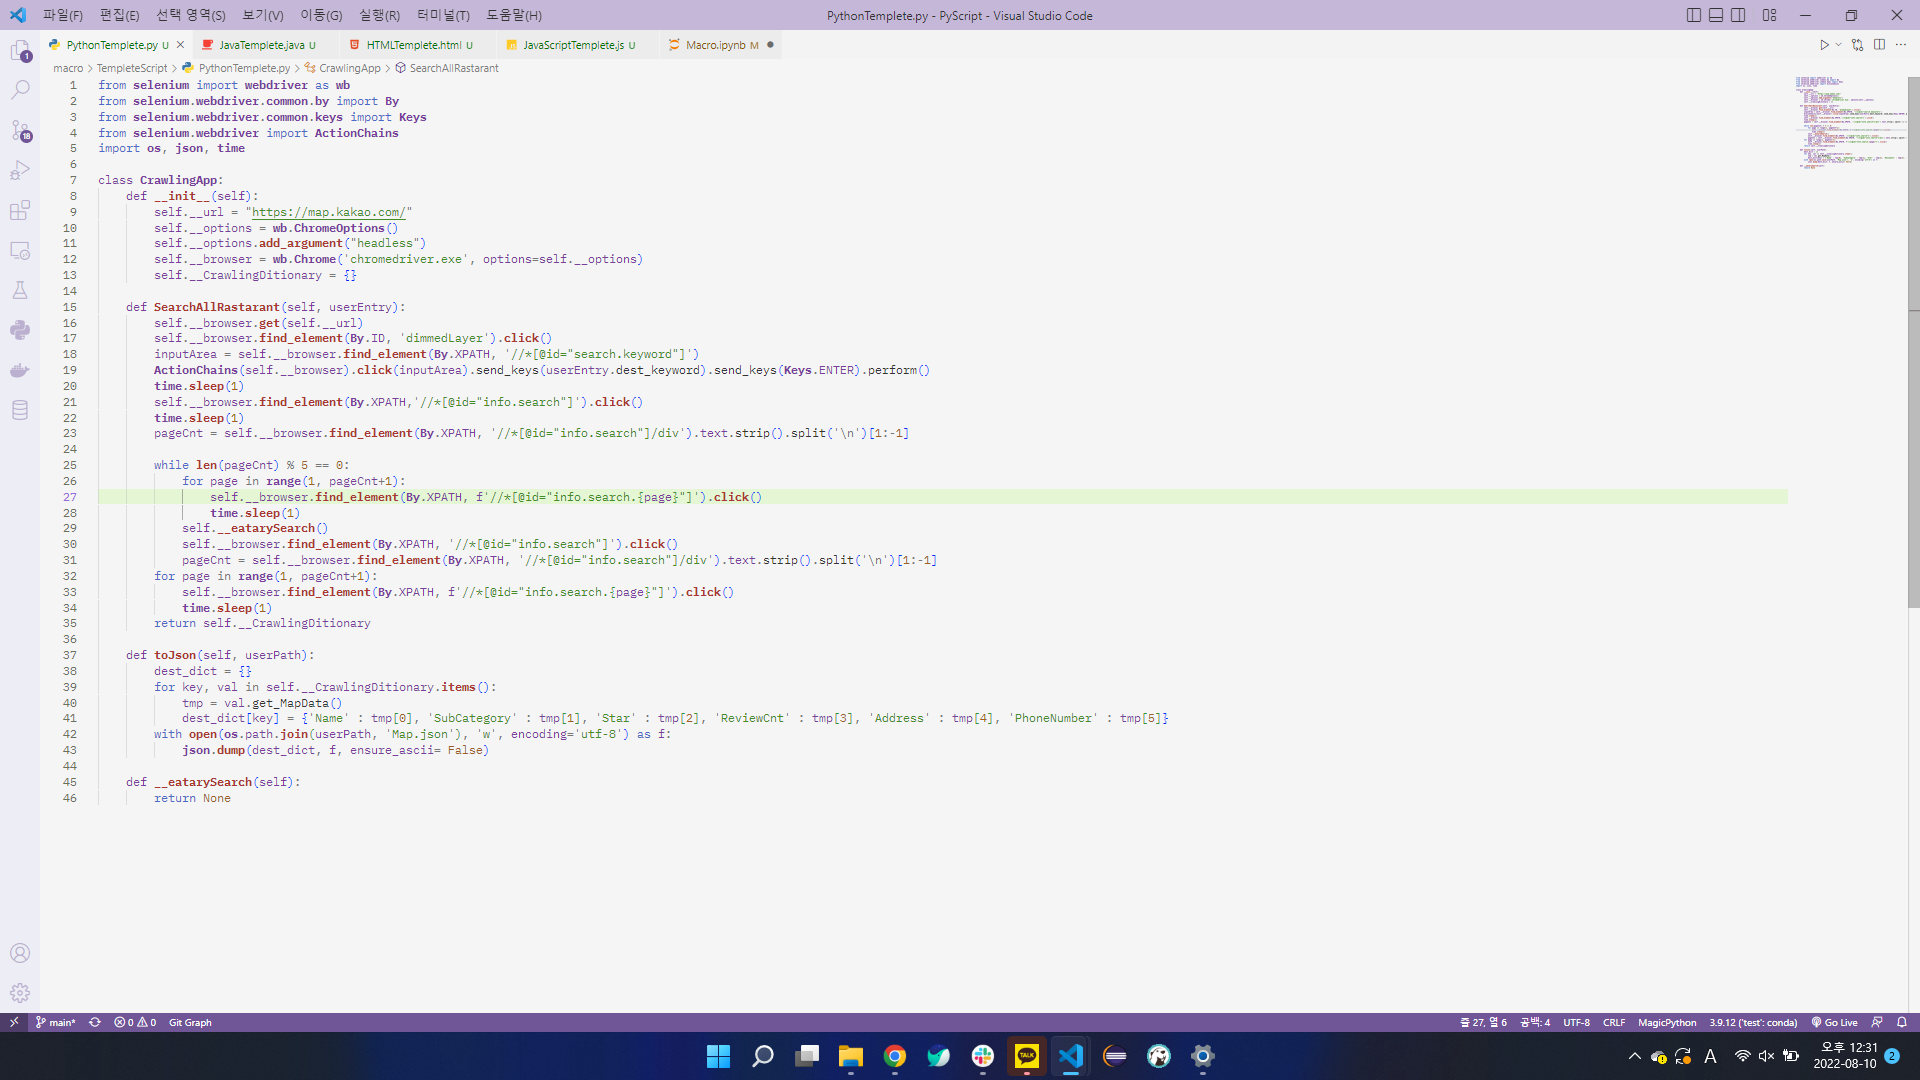 파일(F) 편집(E) 선택 영역(S) 보기(V) 이동(G) 실행(R) 터미널(T) 도움말(H) PythonTemplete.py - PyScript - Visual Studio Code
PythonTemplete.py U JavaTemplete.java U HTMLTemplete.html U JavaScriptTemplete.js U Macro.ipynb M
macro > TempleteScript > PythonTemplete.py > CrawlingApp > SearchAllRastarant
1 from selenium import webdriver as wb
2 from selenium.webdriver.common.by import By
3 from selenium.webdriver.common.keys import Keys
4 from selenium.webdriver import ActionChains
5 import os, json, time
6
7 class CrawlingApp:
8     def __init__(self):
9         self.__url = "https://map.kakao.com/"
10         self.__options = wb.ChromeOptions()
11         self.__options.add_argument("headless")
12         self.__browser = wb.Chrome('chromedriver.exe', options=self.__options)
13         self.__CrawlingDitionary = {}
14
15     def SearchAllRastarant(self, userEntry):
16         self.__browser.get(self.__url)
17         self.__browser.find_element(By.ID, 'dimmedLayer').click()
18         inputArea = self.__browser.find_element(By.XPATH, '//*[@id="search.keyword"]')
19         ActionChains(self.__browser).click(inputArea).send_keys(userEntry.dest_keyword).send_keys(Keys.ENTER).perform()
20         time.sleep(1)
21         self.__browser.find_element(By.XPATH,'//*[@id="info.search"]').click()
22         time.sleep(1)
23         pageCnt = self.__browser.find_element(By.XPATH, '//*[@id="info.search"]/div').text.strip().split('\n')[1:-1]
24
25         while len(pageCnt) % 5 == 0:
26             for page in range(1, pageCnt+1):
27                 self.__browser.find_element(By.XPATH, f'//*[@id="info.search.{page}"]').click()
28                 time.sleep(1)
29             self.__eatarySearch()
30             self.__browser.find_element(By.XPATH, '//*[@id="info.search"]').click()
31             pageCnt = self.__browser.find_element(By.XPATH, '//*[@id="info.search"]/div').text.strip().split('\n')[1:-1]
32         for page in range(1, pageCnt+1):
33             self.__browser.find_element(By.XPATH, f'//*[@id="info.search.{page}"]').click()
34             time.sleep(1)
35         return self.__CrawlingDitionary
36
37     def toJson(self, userPath):
38         dest_dict = {}
39         for key, val in self.__CrawlingDitionary.items():
40             tmp = val.get_MapData()
41             dest_dict[key] = {'Name' : tmp[0], 'SubCategory' : tmp[1], 'Star' : tmp[2], 'ReviewCnt' : tmp[3], 'Address' : tmp[4], 'PhoneNumber' : tmp[5]}
42         with open(os.path.join(userPath, 'Map.json'), 'w', encoding='utf-8') as f:
43             json.dump(dest_dict, f, ensure_ascii= False)
44
45     def __eatarySearch(self):
46         return None
1
18
main* 0 0 Git Graph 줄 27, 열 6 공백: 4 UTF-8 CRLF MagicPython 3.9.12 ('test': conda) Go Live
TALK A 오후 12:31
2022-08-10 2